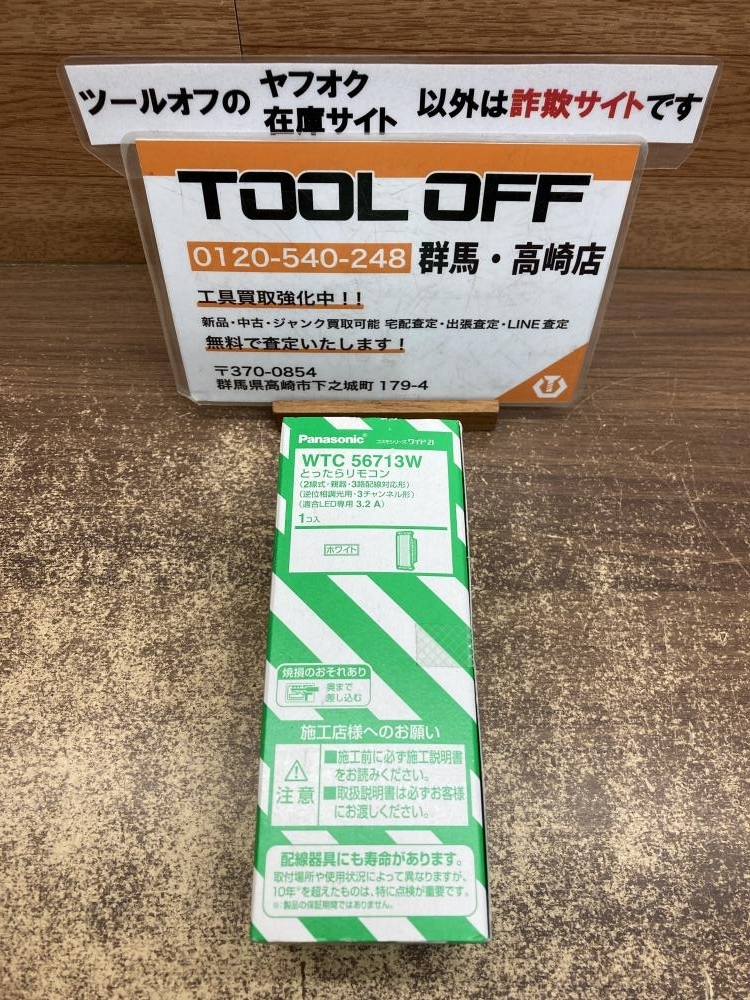 ツールオフの ヤフオク 在庫サイト 以外は詐欺サイトです
TOOL OFF
0120-540-248 群馬・高崎店
工具買取強化中！！
新品・中古・ジャンク買取可能 宅配査定・出張査定・LINE査定
無料で査定いたします！
〒370-0854
群馬県高崎市下之城町 179-4
Panasonic コスモシリーズ ワイド21
WTC 56713W
とったらリモコン
(2線式・親器・3路配線対応形)
(逆位相調光用・3チャンネル形)
(適合LED専用 3.2 A)
1コ入
ホワイト
焼損のおそれあり
奥まで
差し込む
施工店様へのお願い
注意
■施工前に必ず施工説明書
をお読みください。
■取扱説明書は必ずお客様
にお渡しください。
配線器具にも寿命があります。
取付場所や使用状況によって異なりますが、
10年※を超えたものは、特に点検が重要です。
※:製品の保証期間ではありません。